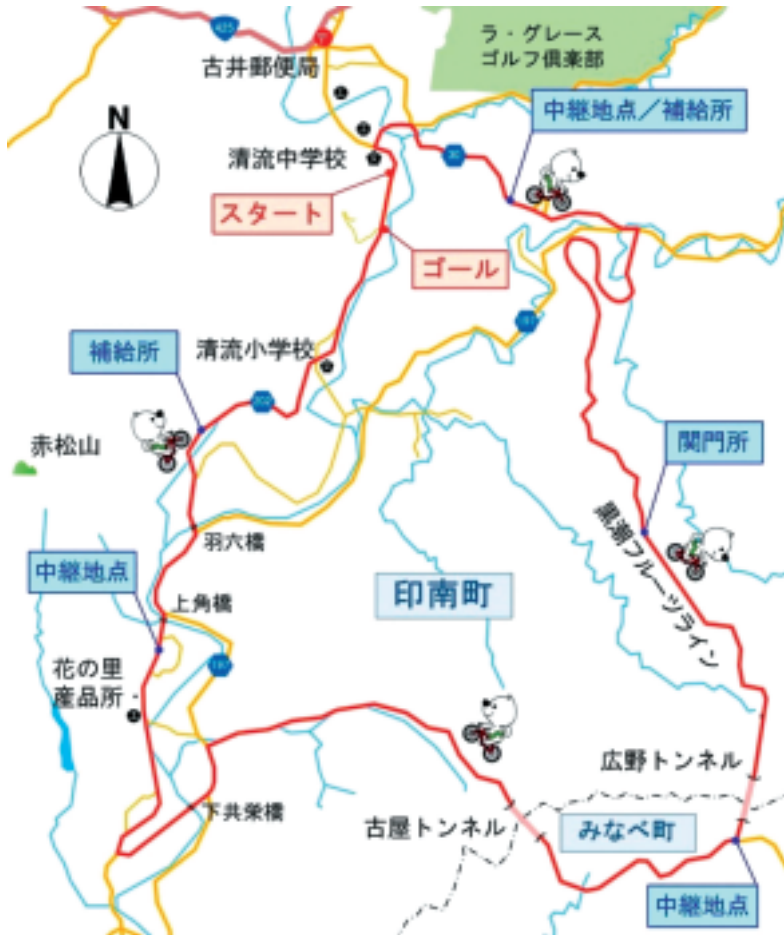 425
ラ・グレース
ゴルフ倶楽部
古井郵便局
N
中継地点／補給所
清流中学校
スタート
ゴール
補給所
清流小学校
赤松山
関門所
羽六橋
黒潮フルーツライン
中継地点
印南町
上角橋
花の里
産品所
広野トンネル
下共栄橋
古屋トンネル
みなべ町
中継地点